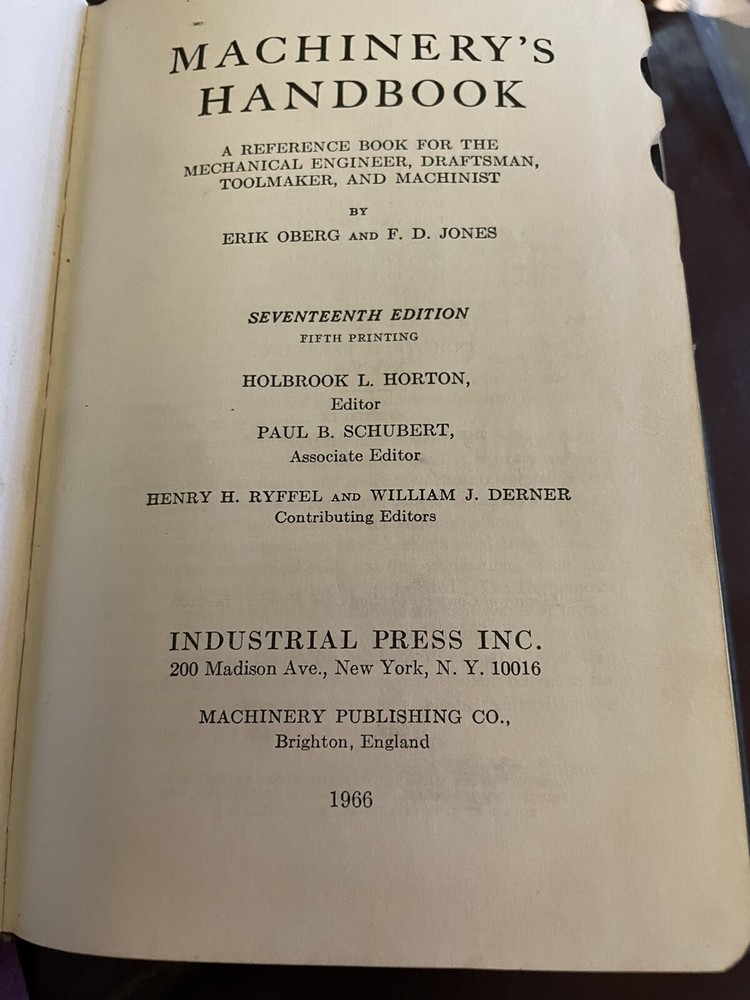 MACHINERY'S
HANDBOOK
A REFERENCE BOOK FOR THE
MECHANICAL ENGINEER, DRAFTSMAN,
TOOLMAKER, AND MACHINIST
BY
ERIK OBERG AND F. D. JONES
SEVENTEENTH EDITION
FIFTH PRINTING
HOLBROOK L. HORTON,
Editor
PAUL B. SCHUBERT,
Associate Editor
HENRY H. RYFFEL AND WILLIAM J. DERNER
Contributing Editors
INDUSTRIAL PRESS INC.
200 Madison Ave., New York, N. Y. 10016
MACHINERY PUBLISHING CO.,
Brighton, England
1966